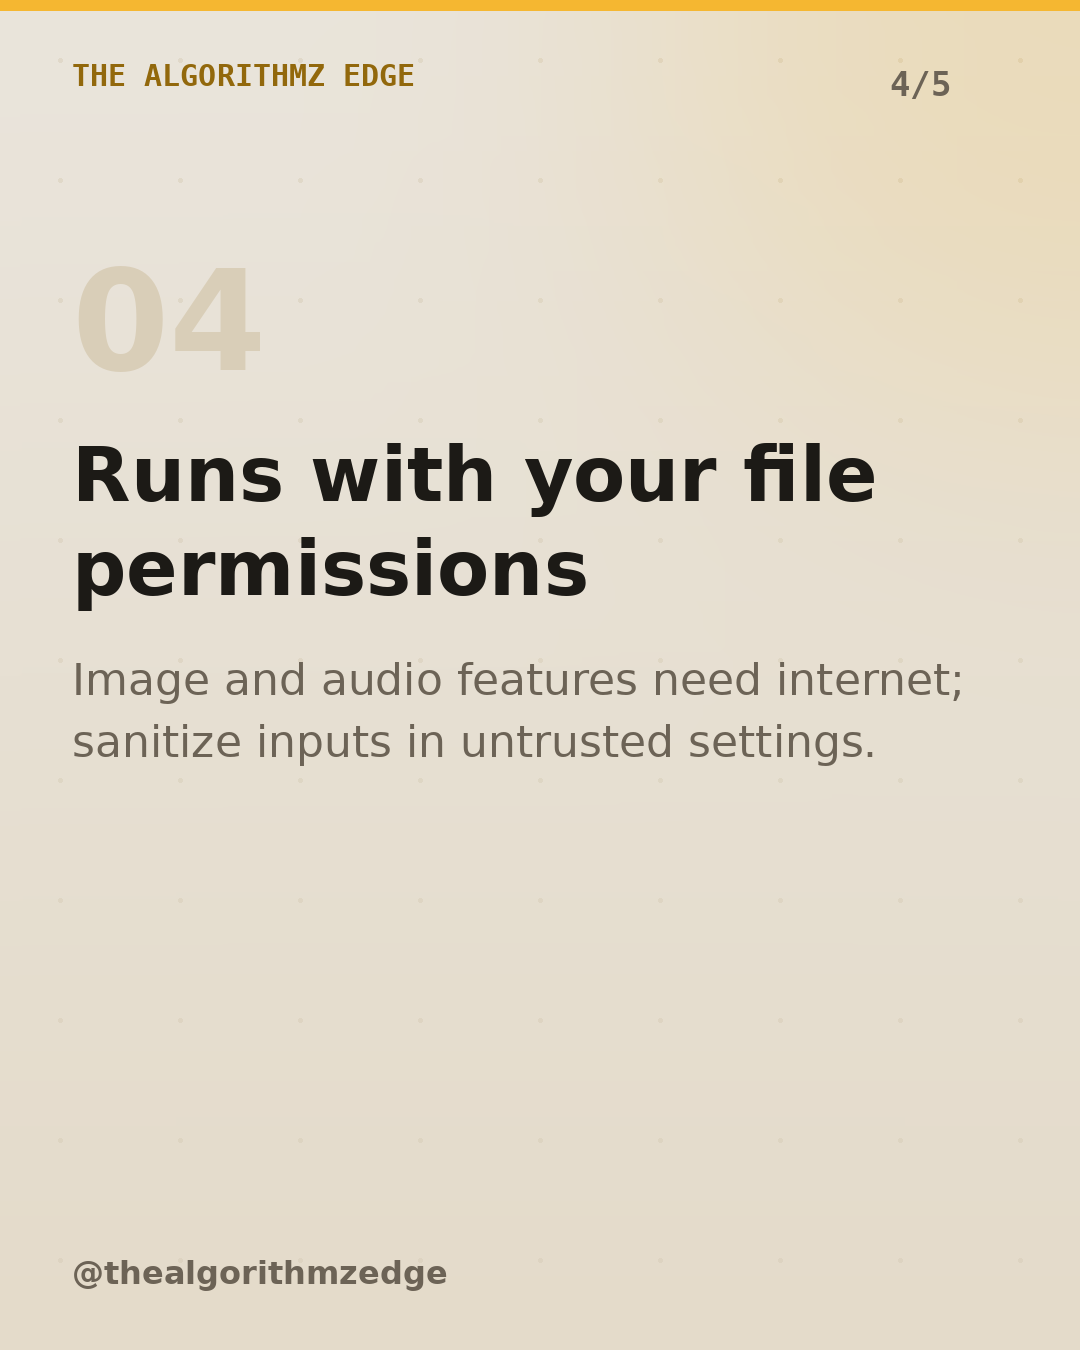 THE ALGORITHMZ EDGE
4/5
04
Runs with your file
permissions
Image and audio features need internet;
sanitize inputs in untrusted settings.
@thealgorithmzedge